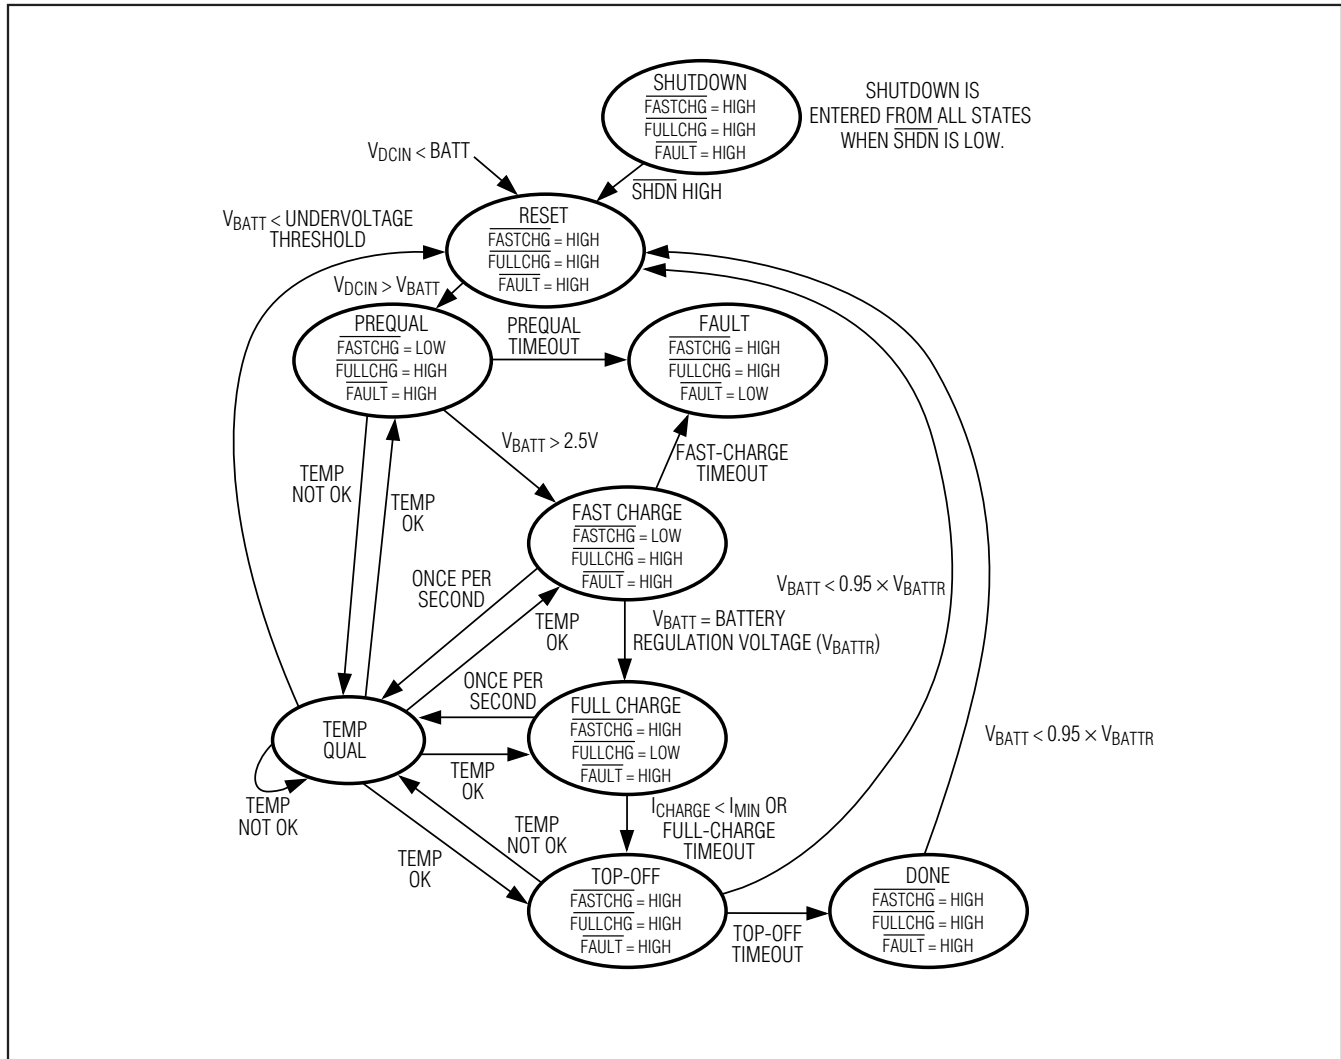 SHUTDOWN
FASTCHG = HIGH
FULLCHG = HIGH
FAULT = HIGH
SHUTDOWN IS
ENTERED FROM ALL STATES
WHEN SHDN IS LOW.
VDCIN < BATT
SHDN HIGH
RESET
FASTCHG = HIGH
FULLCHG = HIGH
FAULT = HIGH
VBATT < UNDERVOLTAGE
THRESHOLD
VDCIN > VBATT
PREQUAL
FASTCHG = LOW
FULLCHG = HIGH
FAULT = HIGH
PREQUAL
TIMEOUT
FAULT
FASTCHG = HIGH
FULLCHG = HIGH
FAULT = LOW
VBATT > 2.5V
FAST-CHARGE
TIMEOUT
TEMP
NOT OK
TEMP
OK
FAST CHARGE
FASTCHG = LOW
FULLCHG = HIGH
FAULT = HIGH
ONCE PER
SECOND
TEMP
OK
VBATT = BATTERY
REGULATION VOLTAGE (VBATTR)
VBATT < 0.95 × VBATTR
ONCE PER
SECOND
FULL CHARGE
FASTCHG = HIGH
FULLCHG = LOW
FAULT = HIGH
TEMP
QUAL
TEMP
OK
VBATT < 0.95 × VBATTR
TEMP
NOT OK
TEMP
NOT OK
ICHARGE < IMIN OR
FULL-CHARGE
TIMEOUT
TEMP
OK
TOP-OFF
FASTCHG = HIGH
FULLCHG = HIGH
FAULT = HIGH
TOP-OFF
TIMEOUT
DONE
FASTCHG = HIGH
FULLCHG = HIGH
FAULT = HIGH